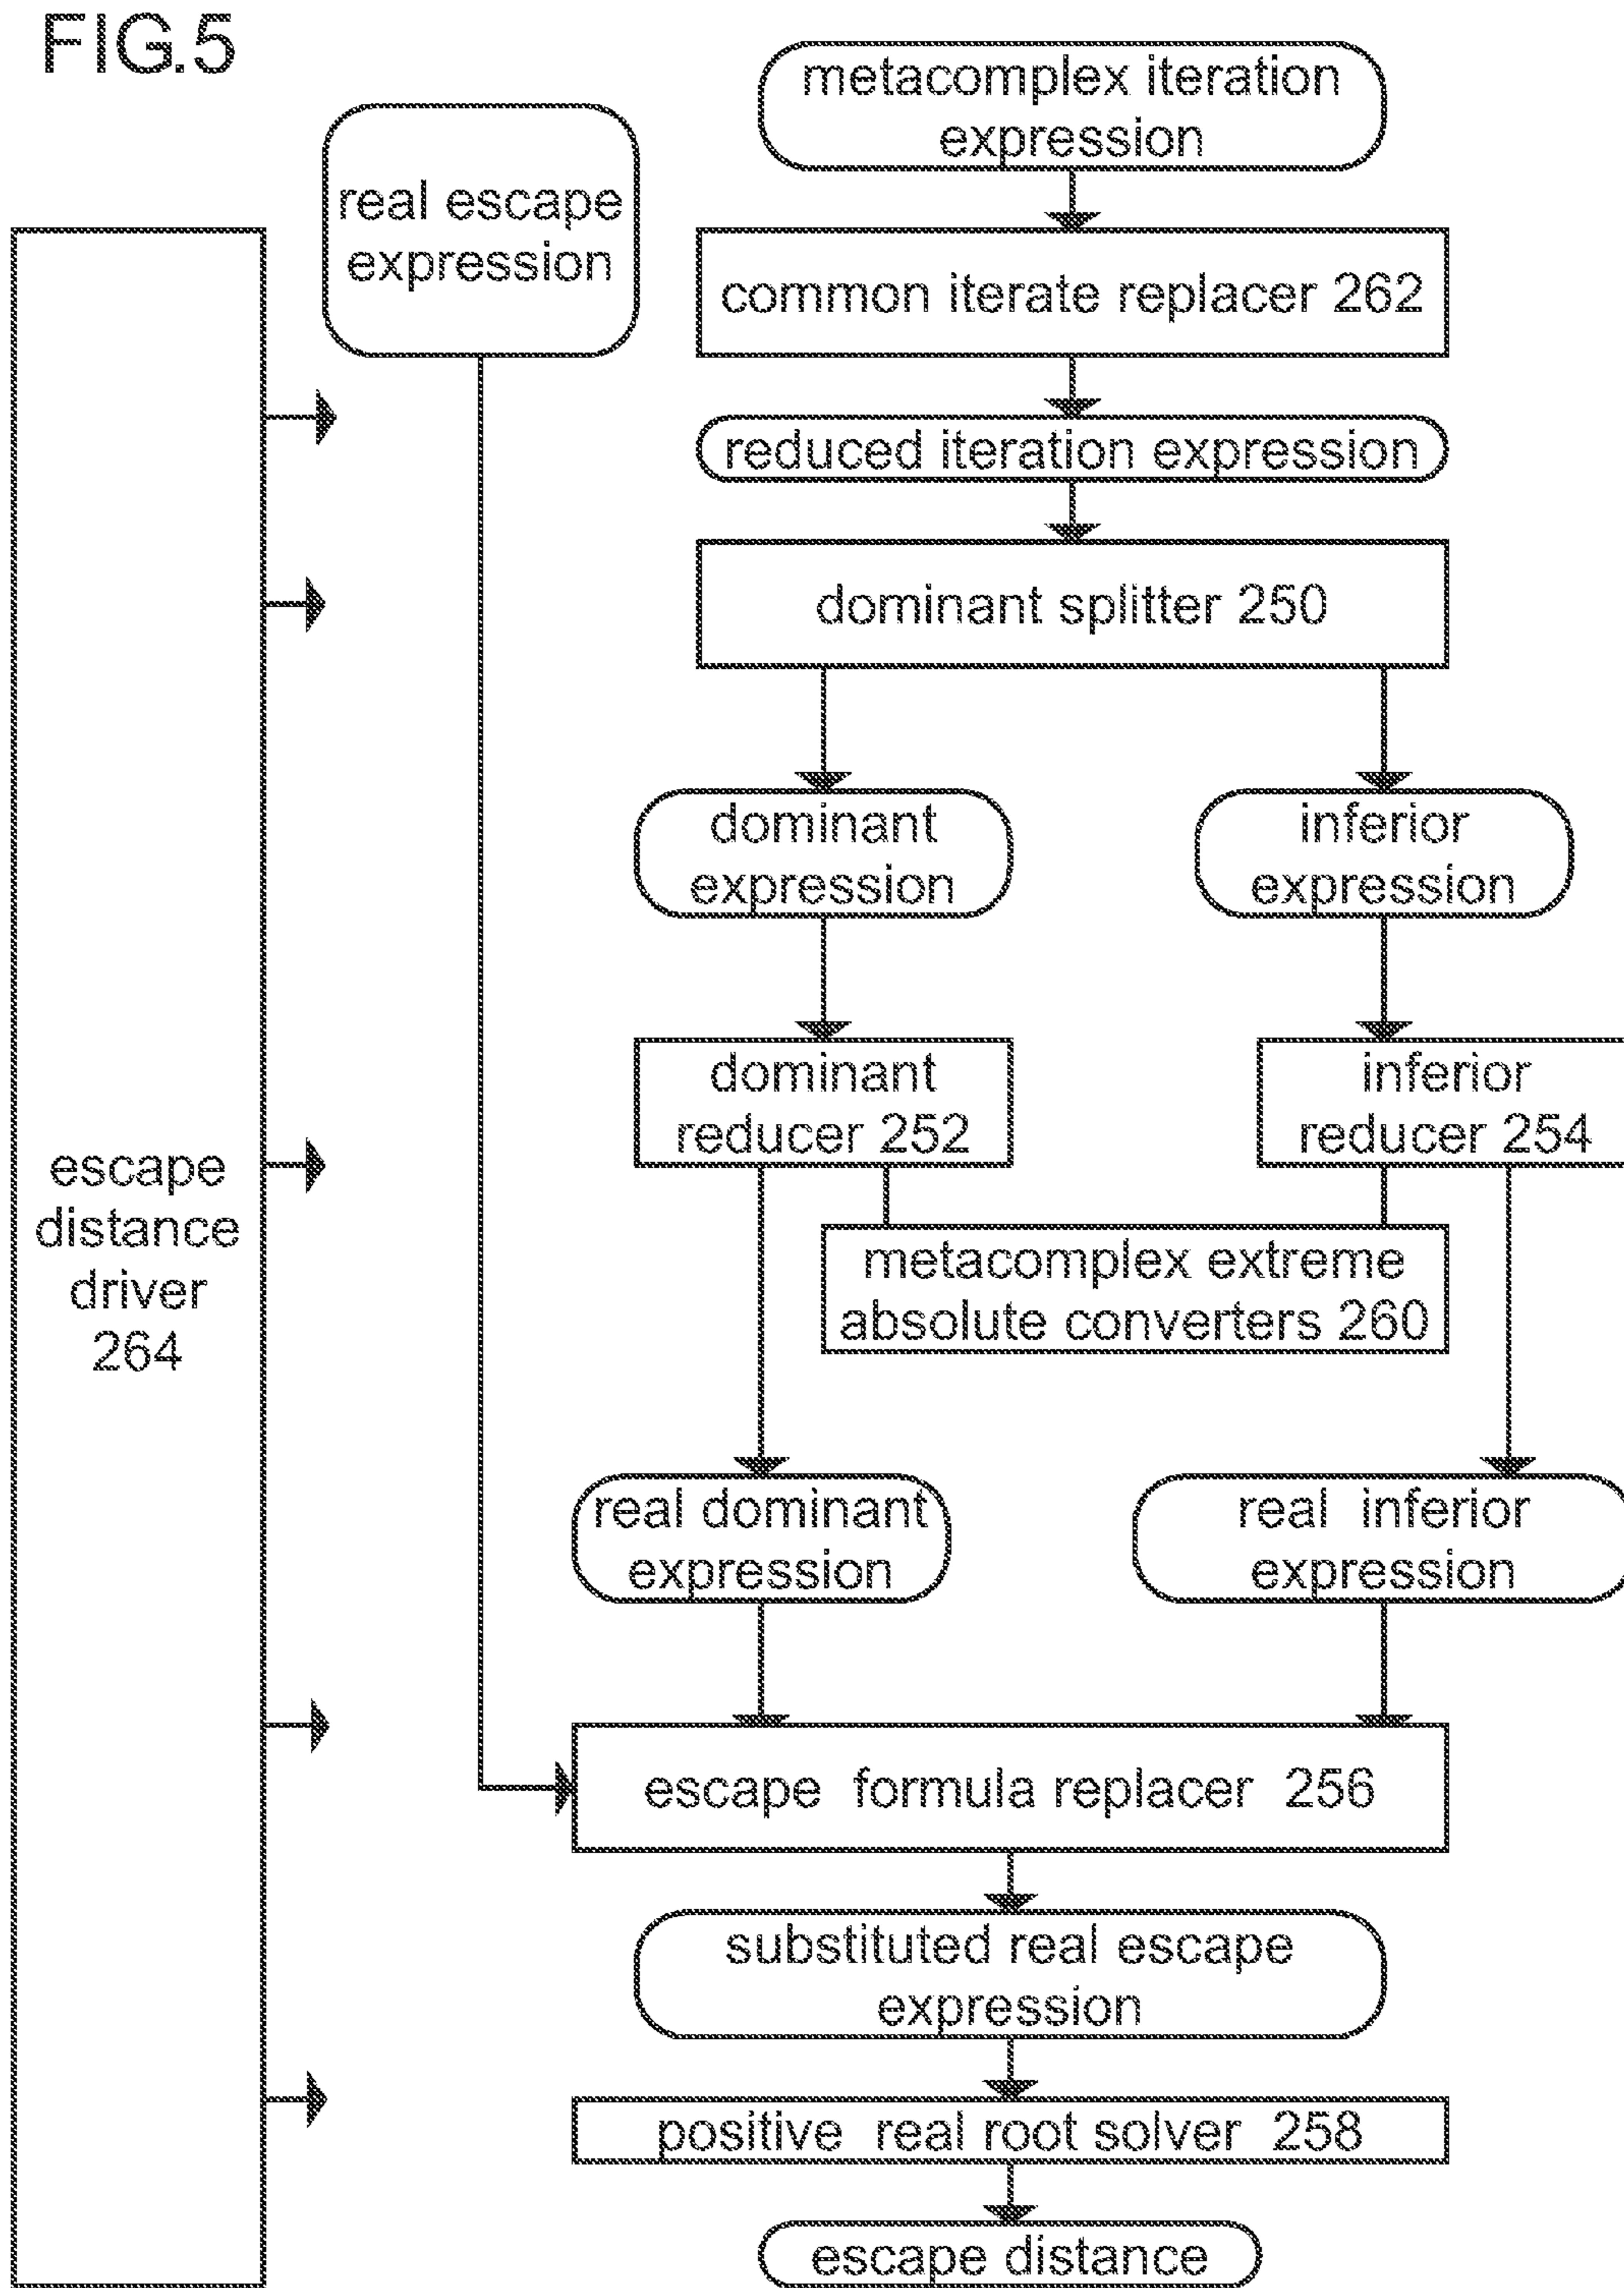 FIG.5
metacomplex iteration
expression
real escape
expression
common iterate replacer 262
reduced iteration expression
dominant splitter 250
dominant
expression
inferior
expression
dominant
reducer 252
inferior
reducer 254
escape
distance
driver
264
metacomplex extreme
absolute converters 260
real dominant
expression
real inferior
expression
escape formula replacer 256
substituted real escape
expression
positive real root solver 258
escape distance